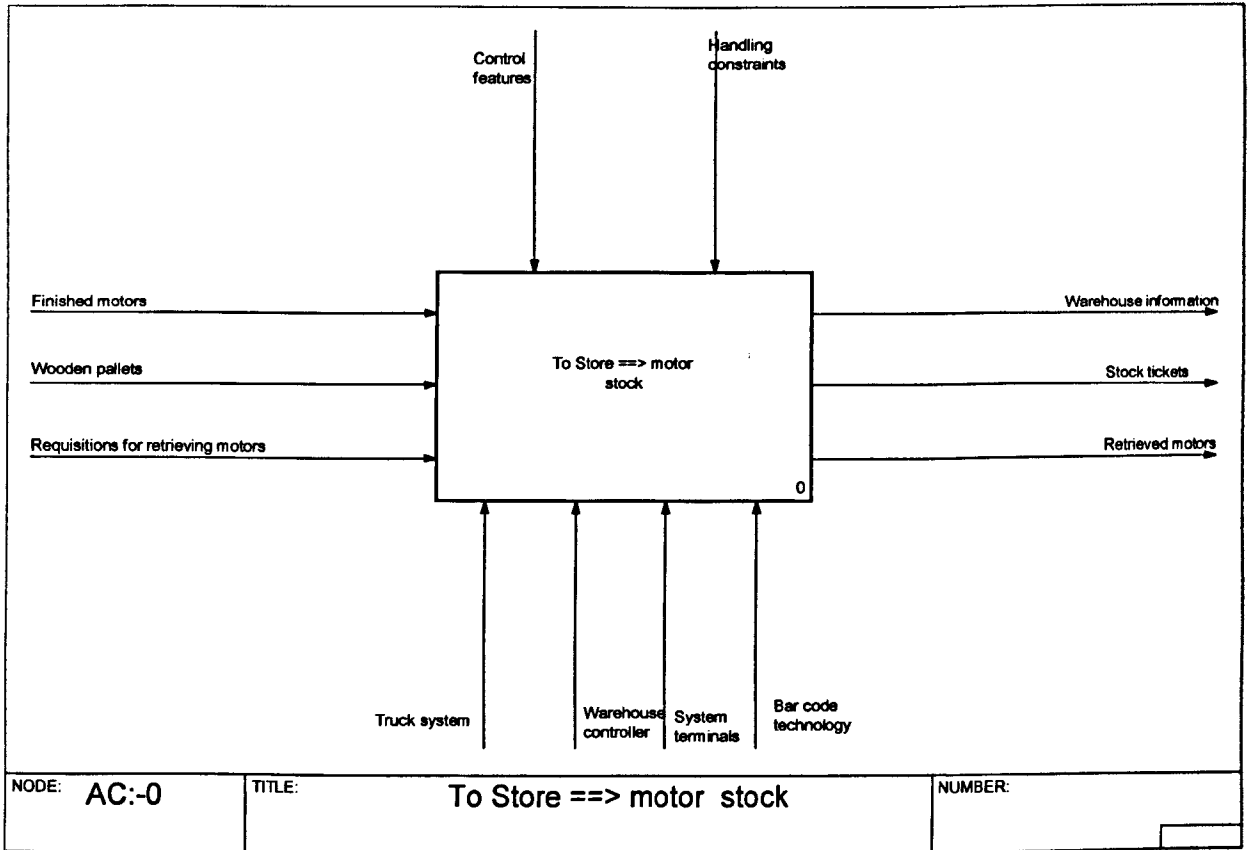 Control
features
Handling
constraints
Finished motors
Wooden pallets
Requisitions for retrieving motors
To Store ==> motor
stock
0
Warehouse information
Stock tickets
Retrieved motors
Truck system
Warehouse
controller
System
terminals
Bar code
technology
NODE: AC:-0
TITLE: To Store ==> motor stock
NUMBER: